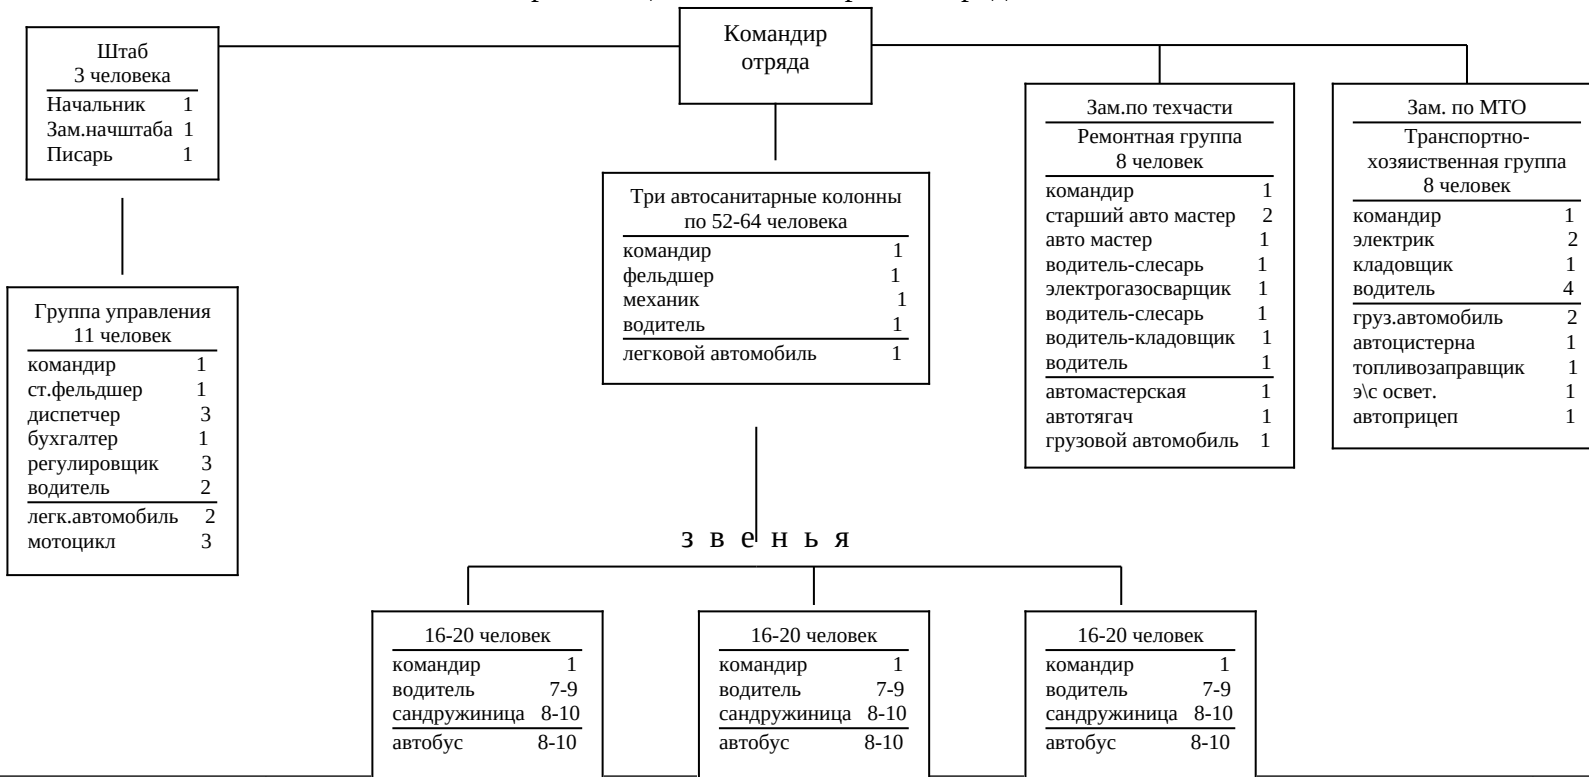 Командир
отряда
Штаб
3 человека
Начальник 1
Зам.начштаба 1
Писарь 1
Группа управления
11 человек
командир 1
ст.фельдшер 1
диспетчер 3
бухгалтер 1
регулировщик 3
водитель 2
легк.автомобиль 2
мотоцикл 3
Три автосанитарные колонны
по 52-64 человека
командир 1
фельдшер 1
механик 1
водитель 1
легковой автомобиль 1
Зам.по техчасти
Ремонтная группа
8 человек
командир 1
старший авто мастер 2
авто мастер 1
водитель-слесарь 1
электрогазосварщик 1
водитель-слесарь 1
водитель-кладовщик 1
водитель 1
автомастерская 1
автотягач 1
грузовой автомобиль 1
Зам. по МТО
Транспортно-
хозяиственная группа
8 человек
командир 1
электрик 2
кладовщик 1
водитель 4
груз.автомобиль 2
автоцистерна 1
топливозаправщик 1
э\с освет. 1
автоприцеп 1
з в е н ь я
16-20 человек
командир 1
водитель 7-9
сандружиница 8-10
автобус 8-10
16-20 человек
командир 1
водитель 7-9
сандружиница 8-10
автобус 8-10
16-20 человек
командир 1
водитель 7-9
сандружиница 8-10
автобус 8-10